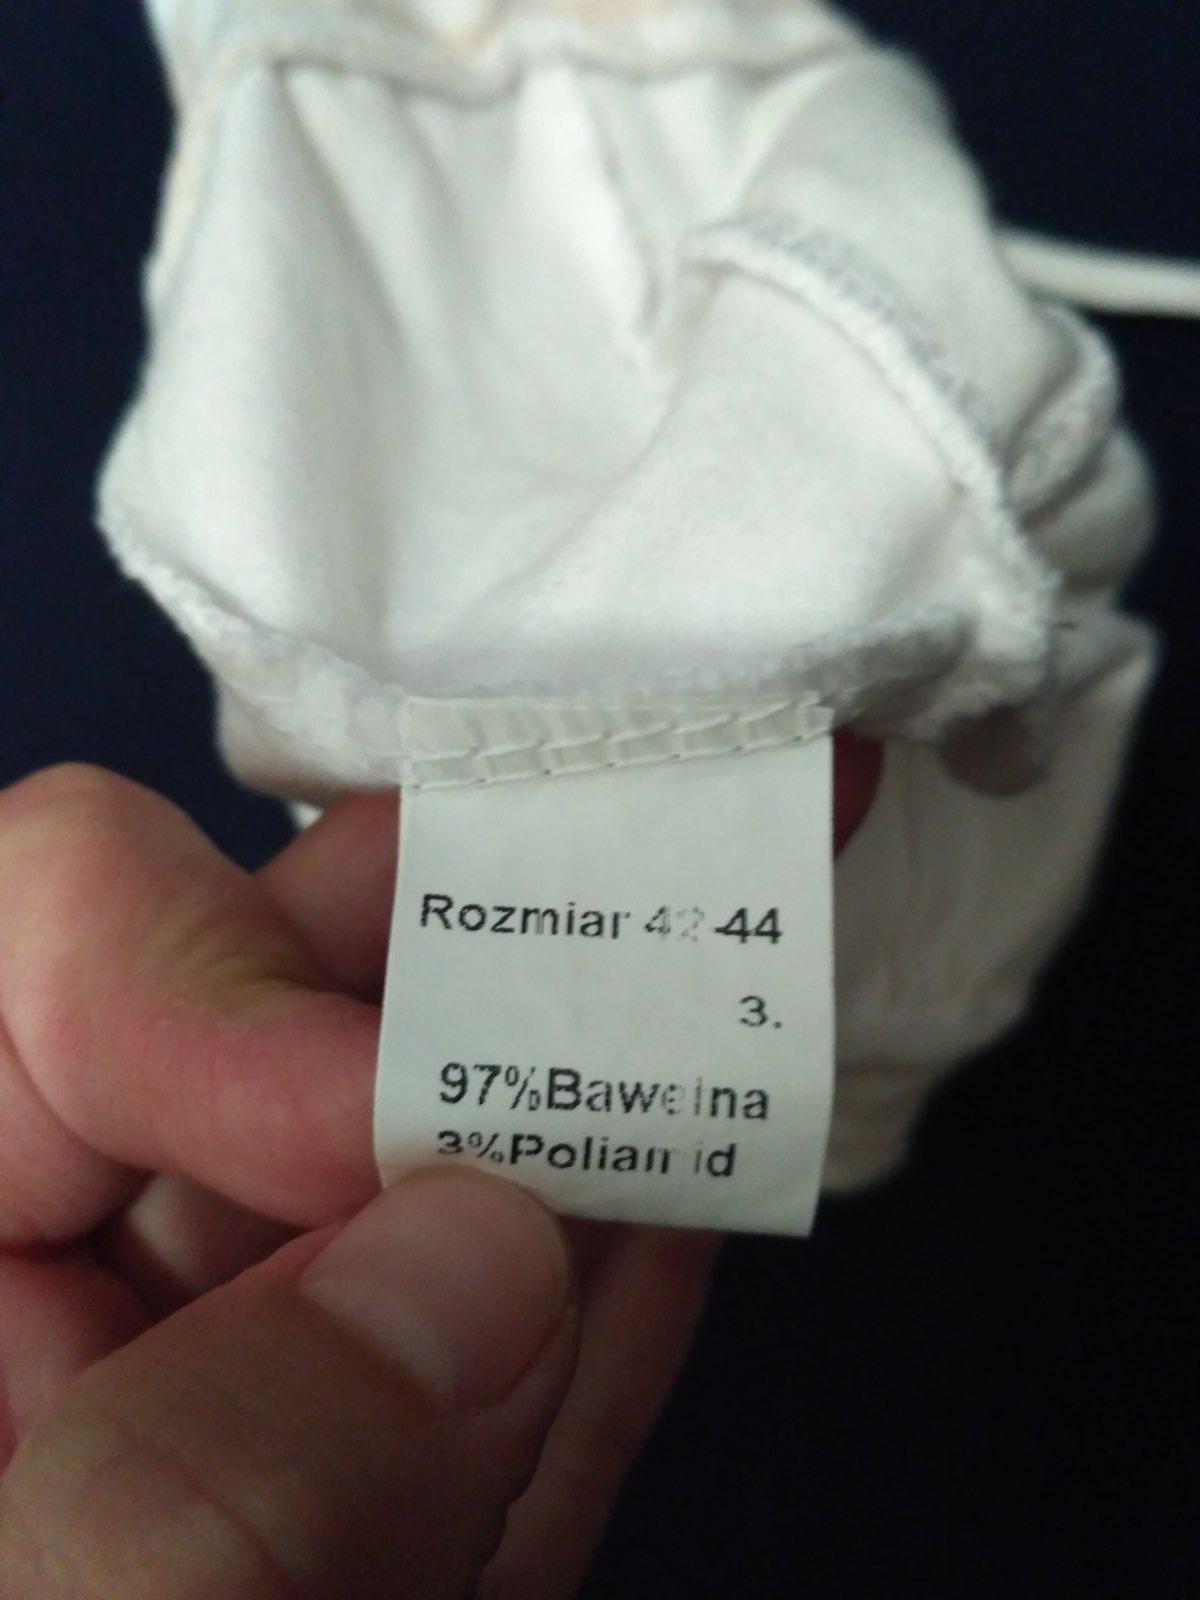 Rozmiar 42-44
3.
97%Bawełna
3%Poliamid